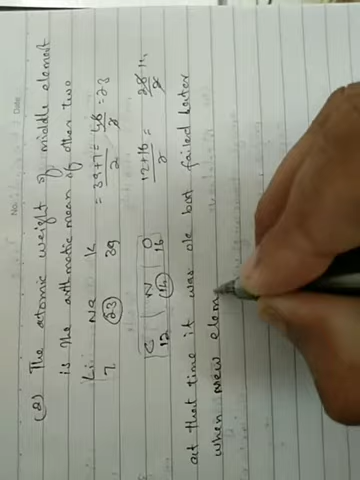 (2) The atomic weight of middle element
is the arithmetic mean of other two
Li Na K = 39+7 = 46 = 23
7 23 39 2 2
C N O 12+16 = 28
12 14 16 2 2
at that time it was ok but failed later
when new elem